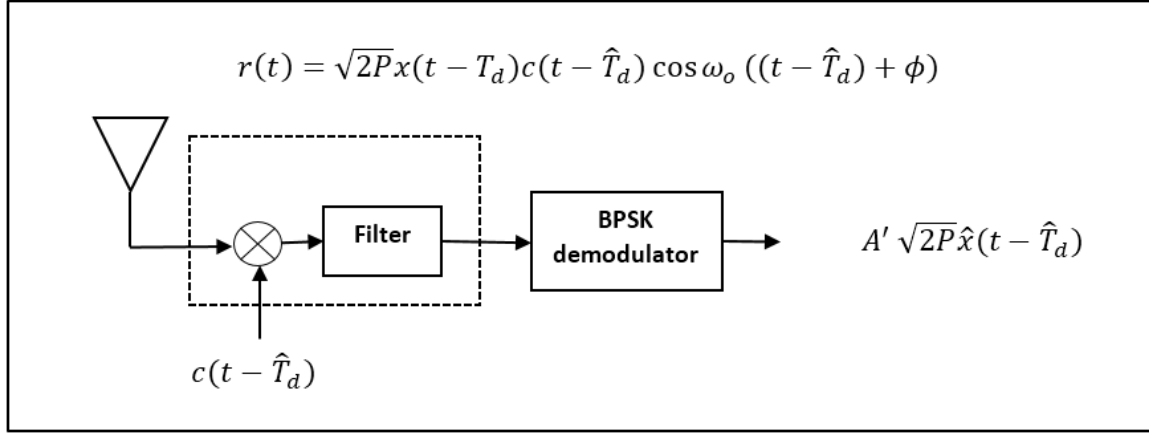 r(t) = √2P x(t − T_d)c(t − T̂_d) cos ω_o ((t − T̂_d) + ϕ)
Filter
BPSK
demodulator
A′ √2P x̂(t − T̂_d)
c(t − T̂_d)